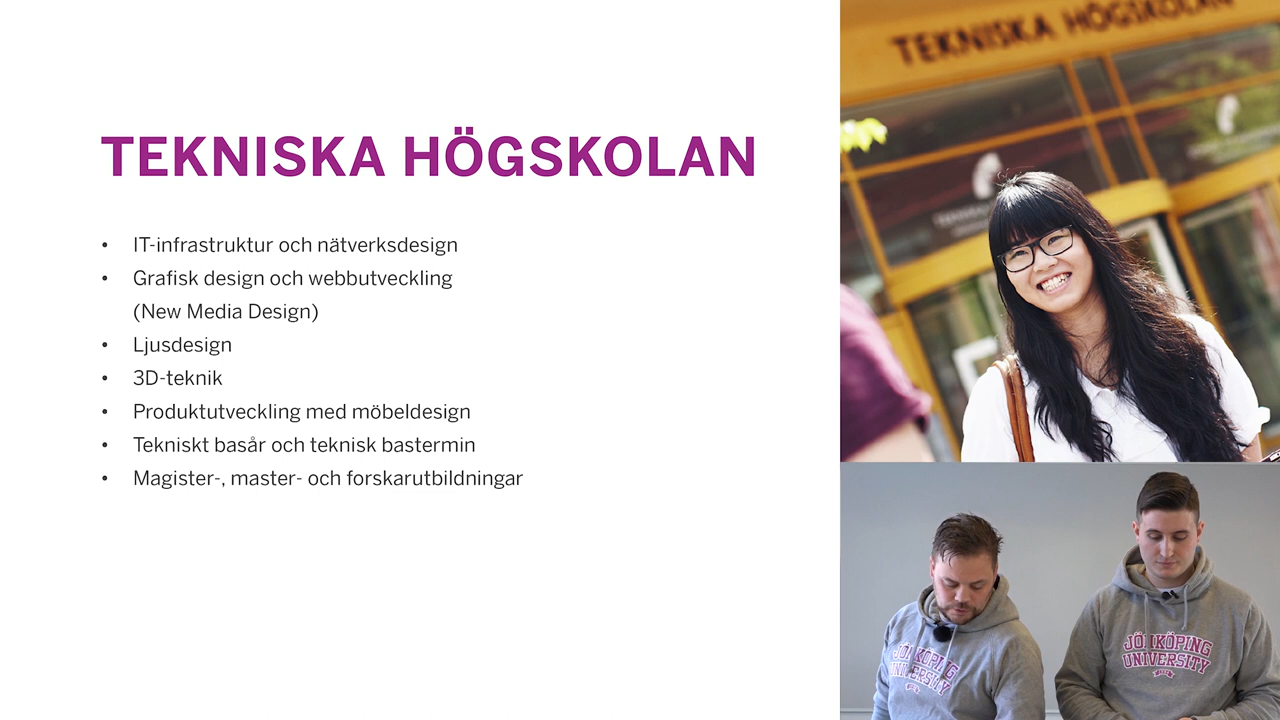 TEKNISKA HÖGSKOLAN
• IT-infrastruktur och nätverksdesign
• Grafisk design och webbutveckling
(New Media Design)
• Ljusdesign
• 3D-teknik
• Produktutveckling med möbeldesign
• Tekniskt basår och teknisk bastermin
• Magister-, master- och forskarutbildningar
TEKNISKA HÖGSKOLAN
JÖNKÖPING
UNIVERSITY
JÖNKÖPING
UNIVERSITY